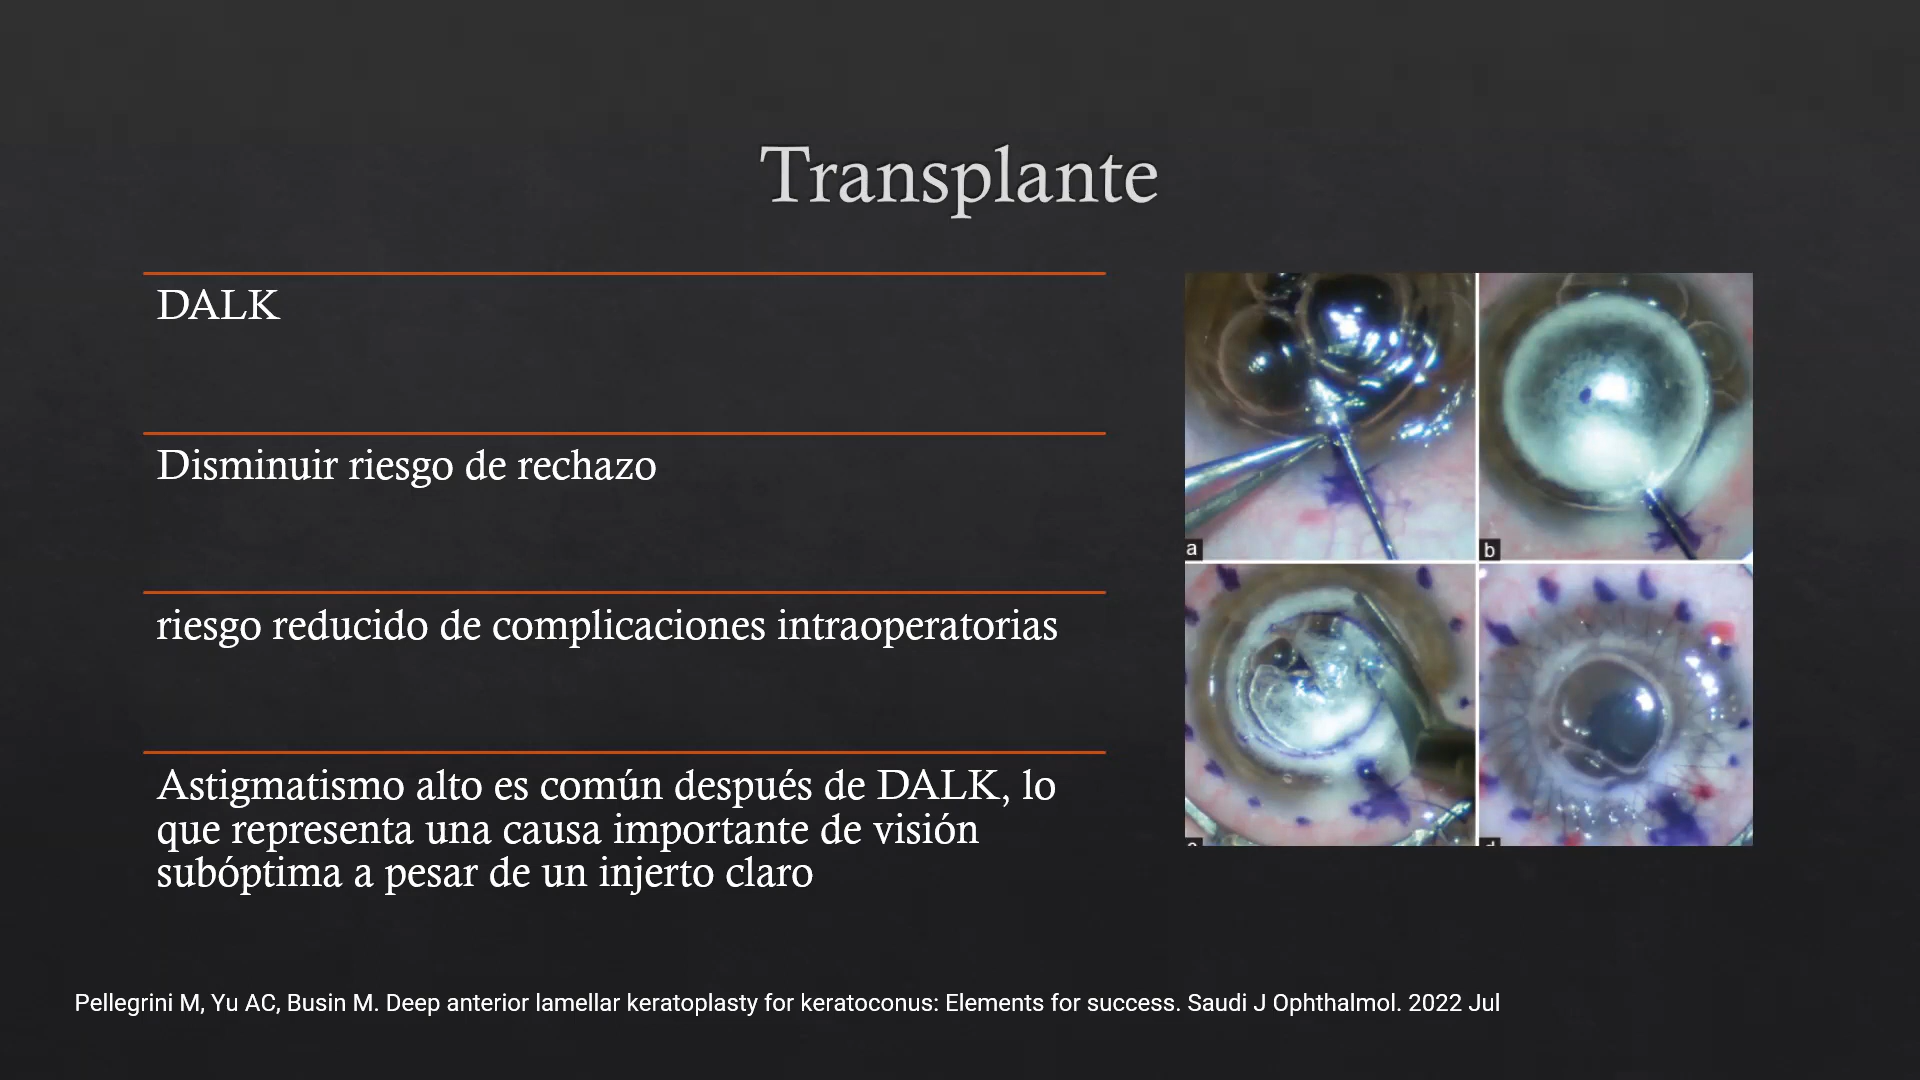 Transplante
DALK
Disminuir riesgo de rechazo
riesgo reducido de complicaciones intraoperatorias
Astigmatismo alto es común después de DALK, lo
que representa una causa importante de visión
subóptima a pesar de un injerto claro
a
b
Pellegrini M, Yu AC, Busin M. Deep anterior lamellar keratoplasty for keratoconus: Elements for success. Saudi J Ophthalmol. 2022 Jul